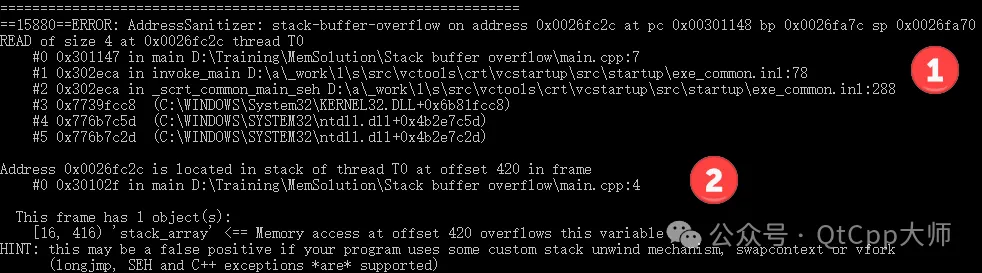 =================================================================
==15880==ERROR: AddressSanitizer: stack-buffer-overflow on address 0x0026fc2c at pc 0x00301148 bp 0x0026fa7c sp 0x0026fa70
READ of size 4 at 0x0026fc2c thread T0
#0 0x301147 in main D:\Training\MemSolution\Stack buffer overflow\main.cpp:7
#1 0x302eca in invoke_main D:\a\_work\1\s\src\vctools\crt\vcstartup\src\startup\exe_common.inl:78
#2 0x302eca in _scrt_common_main_seh D:\a\_work\1\s\src\vctools\crt\vcstartup\src\startup\exe_common.inl:288
#3 0x7739fcc8 (C:\WINDOWS\System32\KERNEL32.DLL+0x6b81fcc8)
#4 0x776b7c5d (C:\WINDOWS\SYSTEM32\ntdll.dll+0x4b2e7c5d)
#5 0x776b7c2d (C:\WINDOWS\SYSTEM32\ntdll.dll+0x4b2e7c2d)
1
Address 0x0026fc2c is located in stack of thread T0 at offset 420 in frame
#0 0x30102f in main D:\Training\MemSolution\Stack buffer overflow\main.cpp:4
2
This frame has 1 object(s):
[16, 416) 'stack_array' <== Memory access at offset 420 overflows this variable
HINT: this may be a false positive if your program uses some custom stack unwind mechanism, swapcontext or vfork
(longjmp, SEH and C++ exceptions *are* supported)
公众号 · QtCpp大师